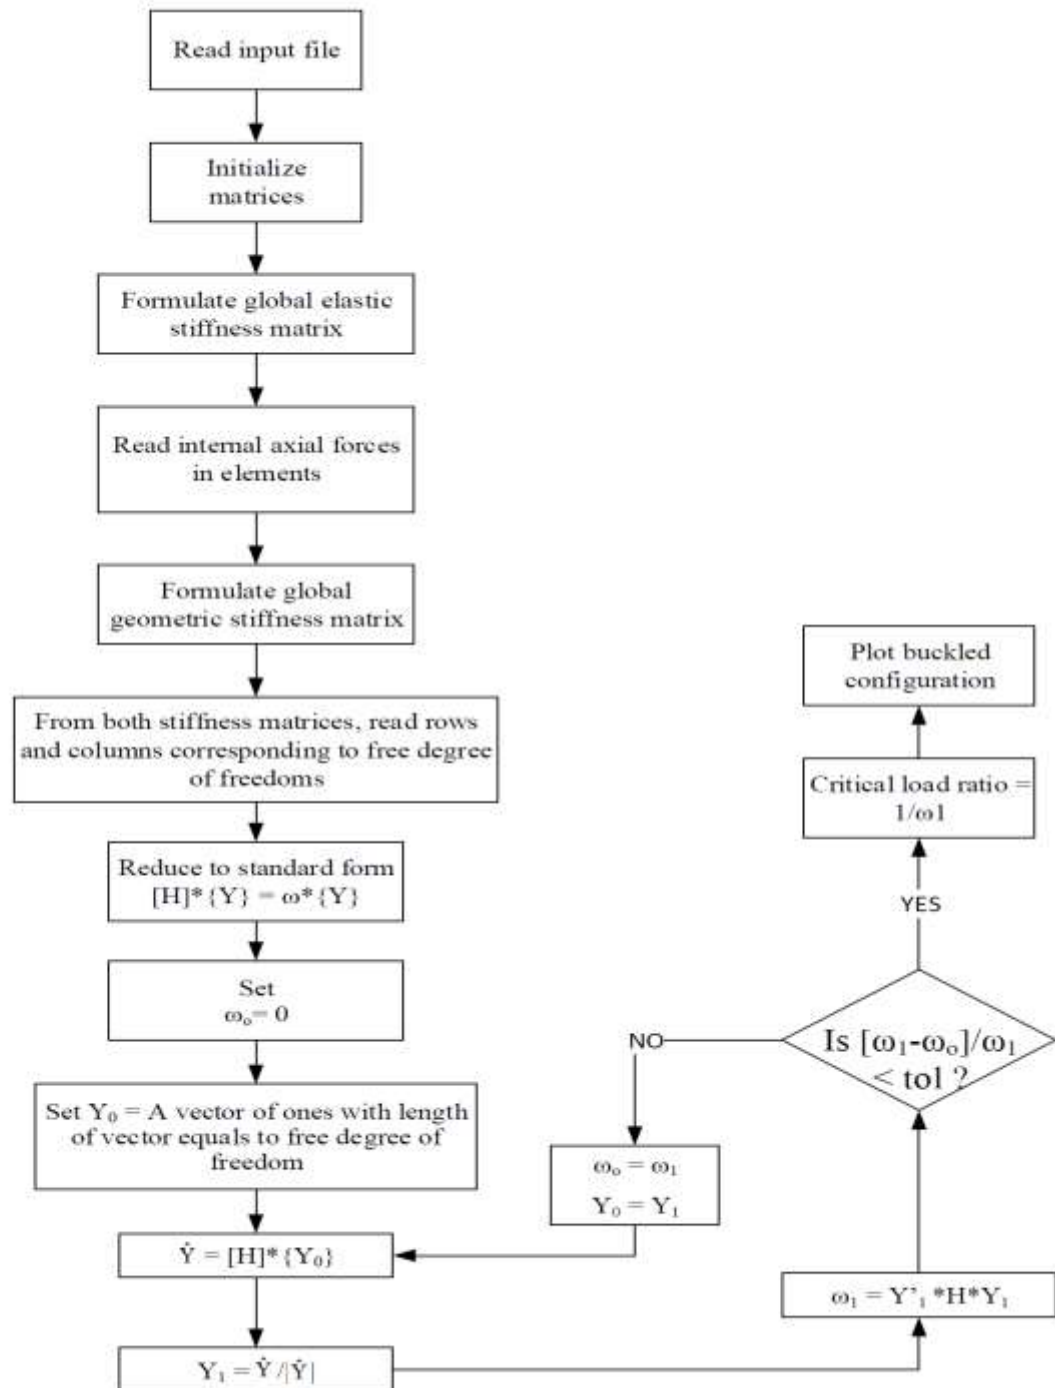 Read input file
Initialize
matrices
Formulate global elastic
stiffness matrix
Read internal axial forces
in elements
Formulate global
geometric stiffness matrix
From both stiffness matrices, read rows
and columns corresponding to free degree
of freedoms
Reduce to standard form
[H]*{Y} = ω*{Y}
Set
ωₒ= 0
Set Y₀ = A vector of ones with length
of vector equals to free degree of
freedom
Ẏ = [H]*{Y₀}
Y₁ = Ẏ/|Ẏ|
ω₁ = Y’₁ *H*Y₁
Is [ω₁-ωₒ]/ω₁
< tol ?
NO
ωₒ = ω₁
Y₀ = Y₁
YES
Critical load ratio =
1/ω1
Plot buckled
configuration